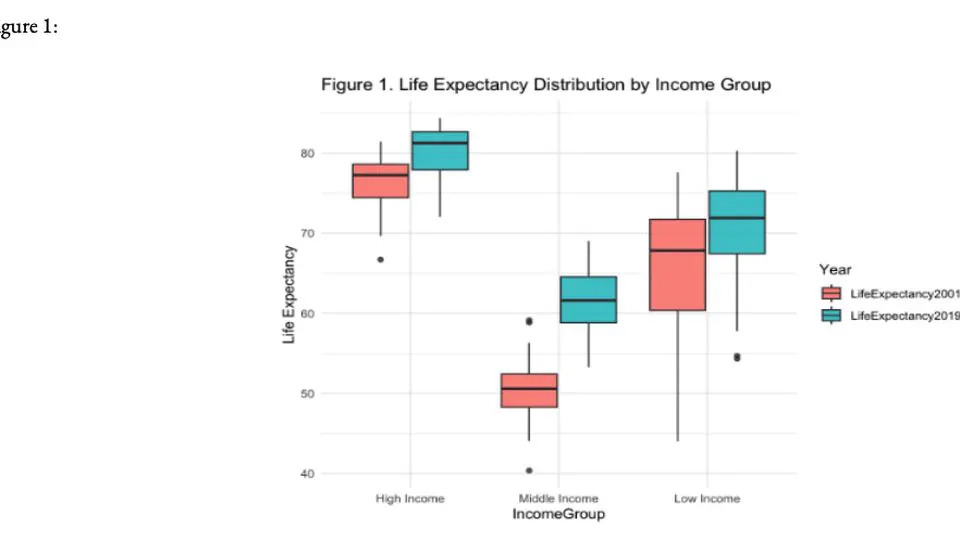 gure 1:
Figure 1. Life Expectancy Distribution by Income Group
80
70
60
50
40
Life Expectancy
High Income Middle Income Low Income
IncomeGroup
Year
LifeExpectancy2001
LifeExpectancy2019